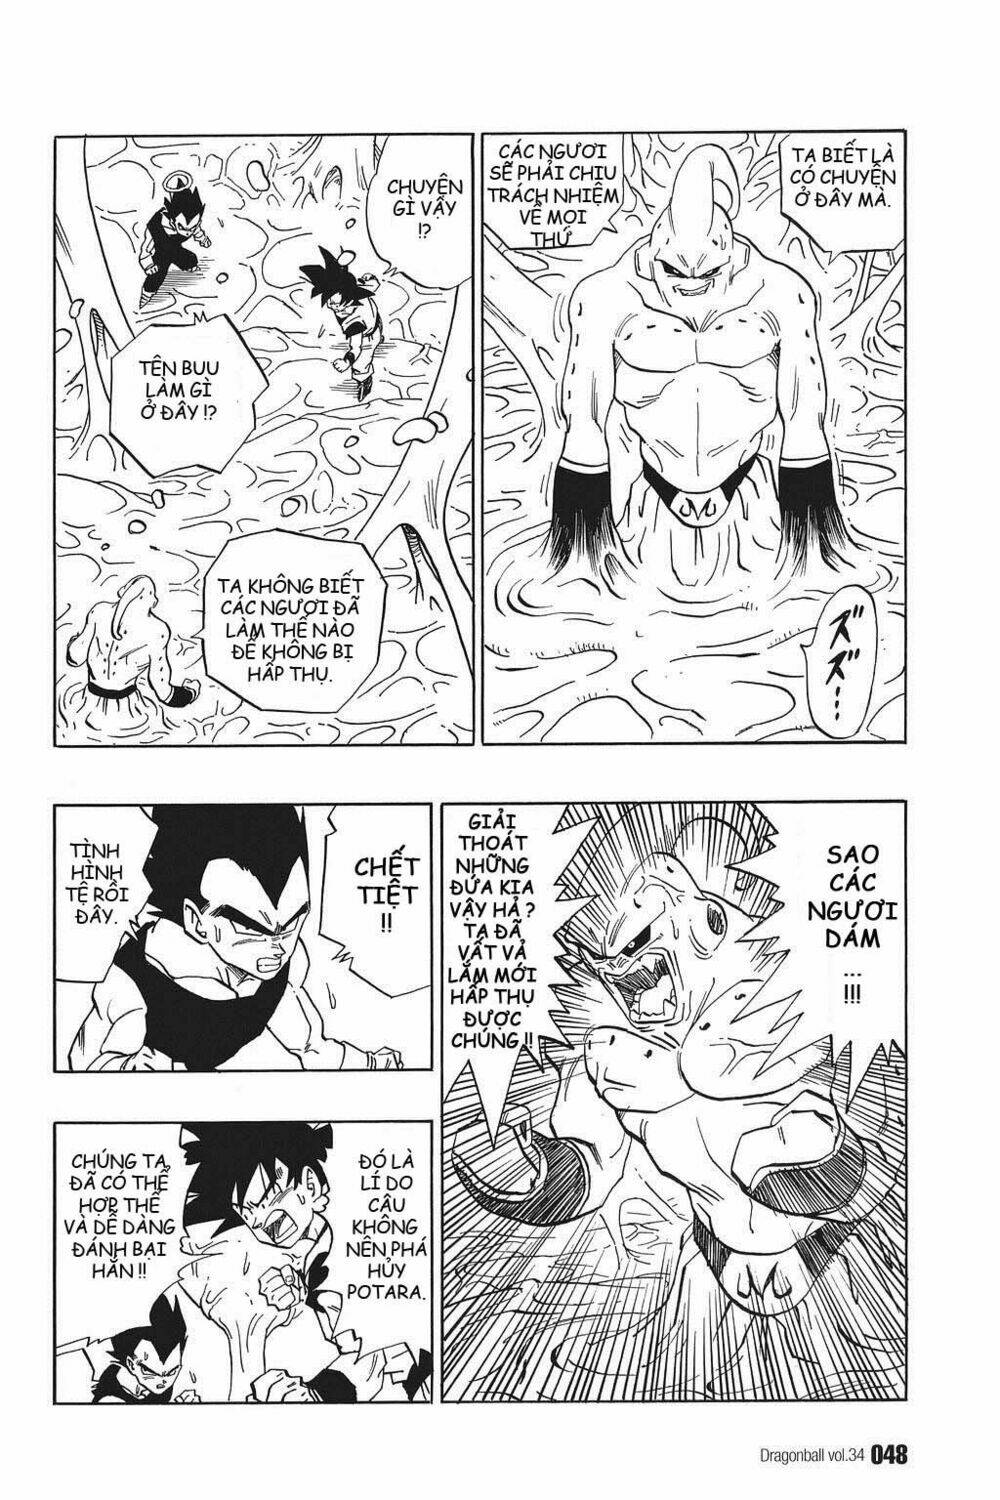 TA BIẾT LÀ
CÓ CHUYỆN
Ở ĐÂY MÀ.
CÁC NGƯƠI
SẼ PHẢI CHỊU
TRÁCH NHIỆM
VỀ MỌI
THỨ
ズズ...
CHUYỆN
GÌ VẬY
!?
TÊN BUU
LÀM GÌ
Ở ĐÂY !?
TA KHÔNG BIẾT
CÁC NGƯƠI ĐÃ
LÀM THẾ NÀO
ĐỂ KHÔNG BỊ
HẤP THỤ.
SAO
CÁC
NGƯƠI
DÁM
...
!!!
GIẢI
THOÁT
NHỮNG
ĐỨA KIA
VẬY HẢ ?
TA ĐÃ
VẤT VẢ
LẮM MỚI
HẤP THỤ
ĐƯỢC
CHÚNG !!
CHẾT
TIỆT
!!
TÌNH
HÌNH
TỆ RỒI
ĐÂY.
ĐÓ LÀ
LÍ DO
CẬU
KHÔNG
NÊN PHÁ
HỦY
POTARA.
CHÚNG TA
ĐÃ CÓ THỂ
HỢP THỂ
VÀ DỄ DÀNG
ĐÁNH BẠI
HẮN !!
Dragonball vol.34 048